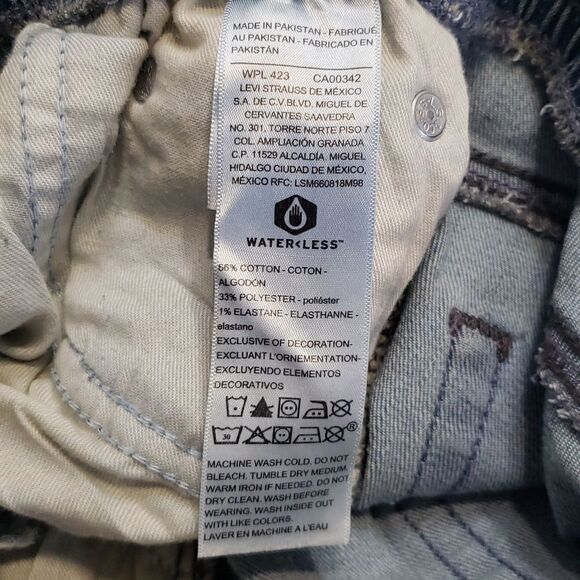 MADE IN PAKISTAN - FABRIQUÉ
AU PAKISTAN - FABRICADO EN
PAKISTÁN
WPL 423 CA00342
LEVI STRAUSS DE MÉXICO
S.A. DE C.V.BLVD. MIGUEL DE
CERVANTES SAAVEDRA
NO. 301, TORRE NORTE PISO 7
COL. AMPLIACIÓN GRANADA
C.P. 11529 ALCALDÍA. MIGUEL
HIDALGO CIUDAD DE MÉXICO,
MÉXICO RFC: LSM660818M98
WATER<LESS™
66% COTTON - COTON -
ALGODÓN
33% POLYESTER - poliéster
1% ELASTANE - ELASTHANNE -
elastano
EXCLUSIVE OF DECORATION-
EXCLUANT L'ORNEMENTATION-
EXCLUYENDO ELEMENTOS
DECORATIVOS
30 ®
MACHINE WASH COLD. DO NOT
BLEACH. TUMBLE DRY MEDIUM.
WARM IRON IF NEEDED. DO NOT
DRY CLEAN. WASH BEFORE
WEARING. WASH INSIDE OUT
WITH LIKE COLORS.
LAVER EN MACHINE A L'EAU